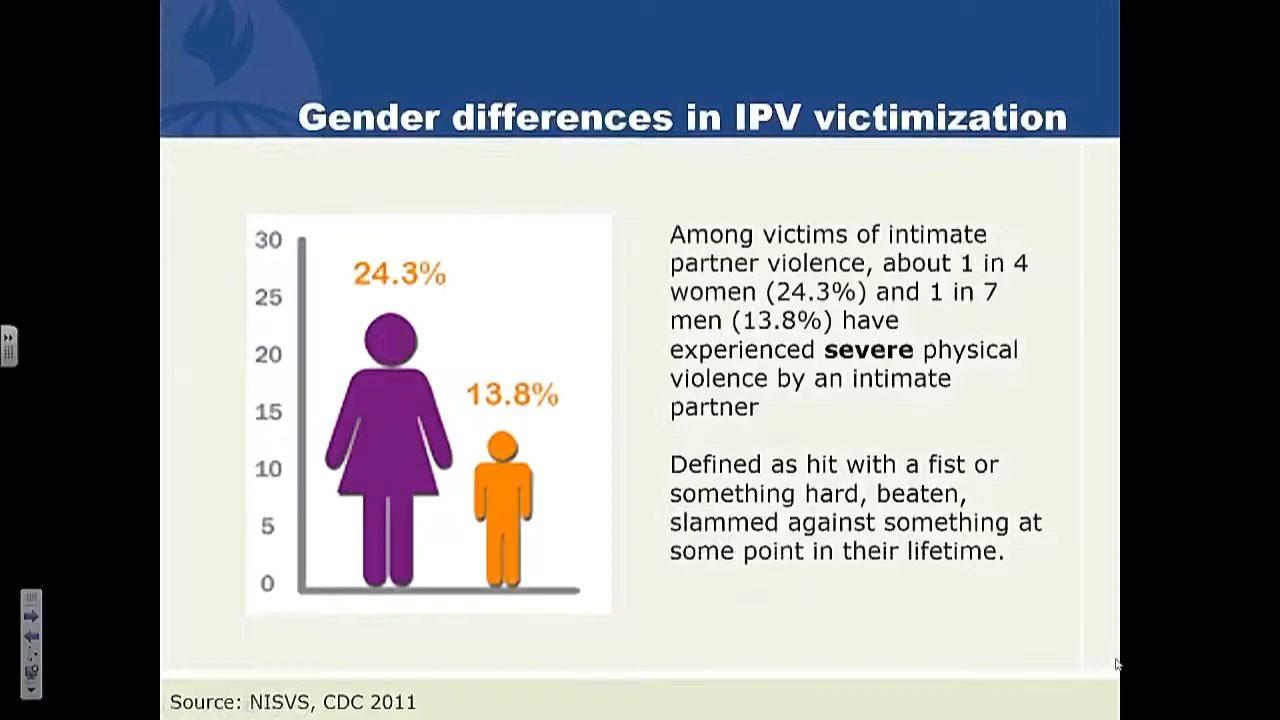 Gender differences in IPV victimization
30
25
20
15
10
5
0
24.3%
13.8%
Among victims of intimate
partner violence, about 1 in 4
women (24.3%) and 1 in 7
men (13.8%) have
experienced severe physical
violence by an intimate
partner
Defined as hit with a fist or
something hard, beaten,
slammed against something at
some point in their lifetime.
Source: NISVS, CDC 2011